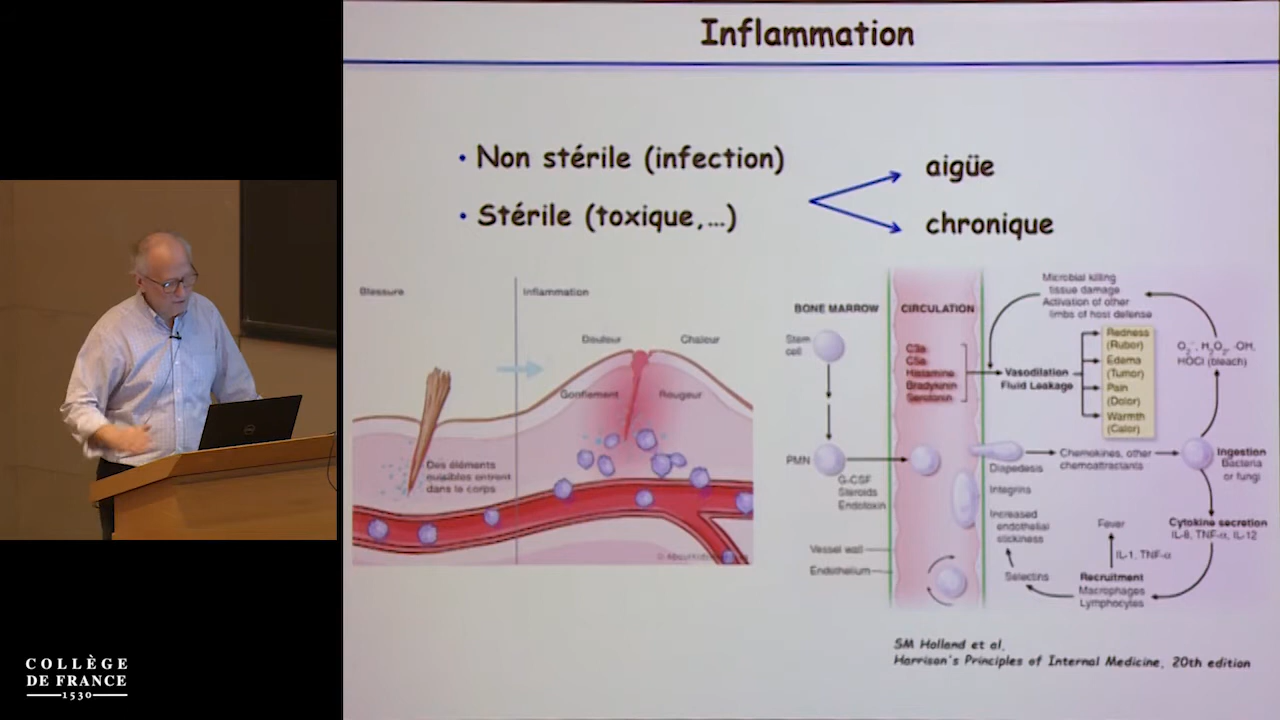 Inflammation
• Non stérile (infection)
• Stérile (toxique,...)
aigüe
chronique
Blessure
Inflammation
Douleur
Chaleur
Gonflement
Rougeur
Des éléments
nuisibles entrent
dans le corps
BONE MARROW
CIRCULATION
Stem
cell
PMN
G-CSF
Steroids
Endotoxin
Vessel wall
Endothelium
C3a
C5a
Histamine
Bradykinin
Serotonin
Microbial killing
tissue damage
Activation of other
limbs of host defense
Vasodilation
Fluid Leakage
Redness
(Rubor)
Edema
(Tumor)
Pain
(Dolor)
Warmth
(Calor)
O2-, H2O2, ·OH,
HOCl (bleach)
Diapedesis
Chemokines, other
chemoattractants
Ingestion
Bacteria
or fungi
Integrins
Increased
endothelial
stickiness
Fever
IL-1, TNF-α
Cytokine secretion
IL-8, TNF-α, IL-12
Selectins
Recruitment
Macrophages
Lymphocytes
SM Holland et al.
Harrison's Principles of Internal Medicine, 20th edition
COLLÈGE
DE FRANCE
1530